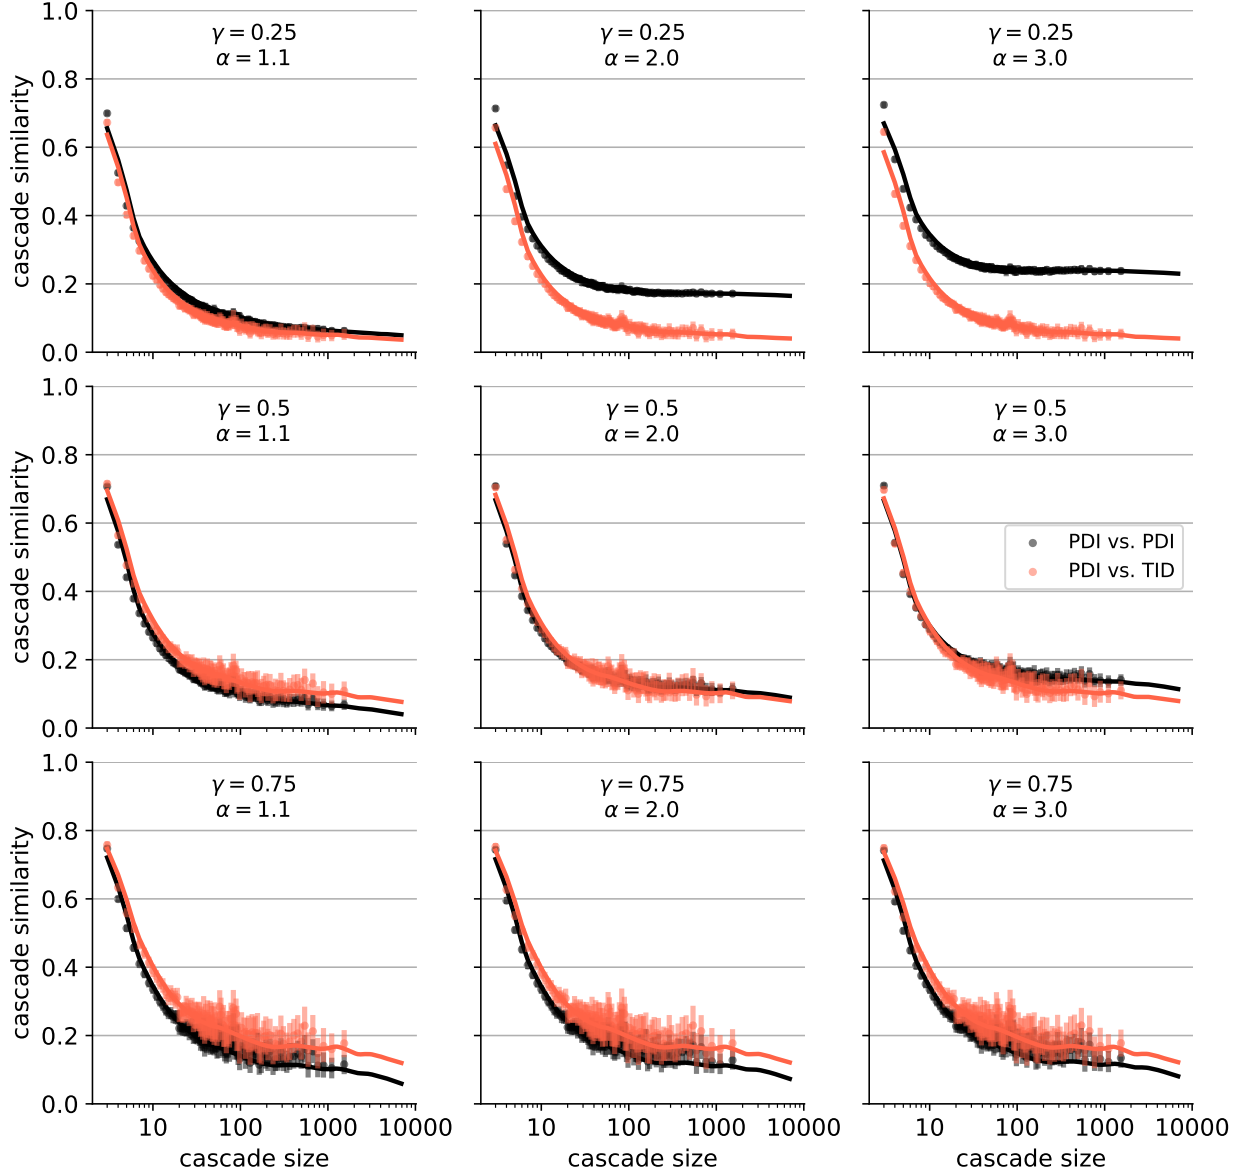 1.0
0.8
0.6
0.4
0.2
0.0
cascade similarity
γ = 0.25
α = 1.1
γ = 0.25
α = 2.0
γ = 0.25
α = 3.0
1.0
0.8
0.6
0.4
0.2
0.0
cascade similarity
γ = 0.5
α = 1.1
γ = 0.5
α = 2.0
γ = 0.5
α = 3.0
PDI vs. PDI
PDI vs. TID
1.0
0.8
0.6
0.4
0.2
0.0
cascade similarity
γ = 0.75
α = 1.1
γ = 0.75
α = 2.0
γ = 0.75
α = 3.0
10 100 1000 10000
10 100 1000 10000
10 100 1000 10000
cascade size
cascade size
cascade size